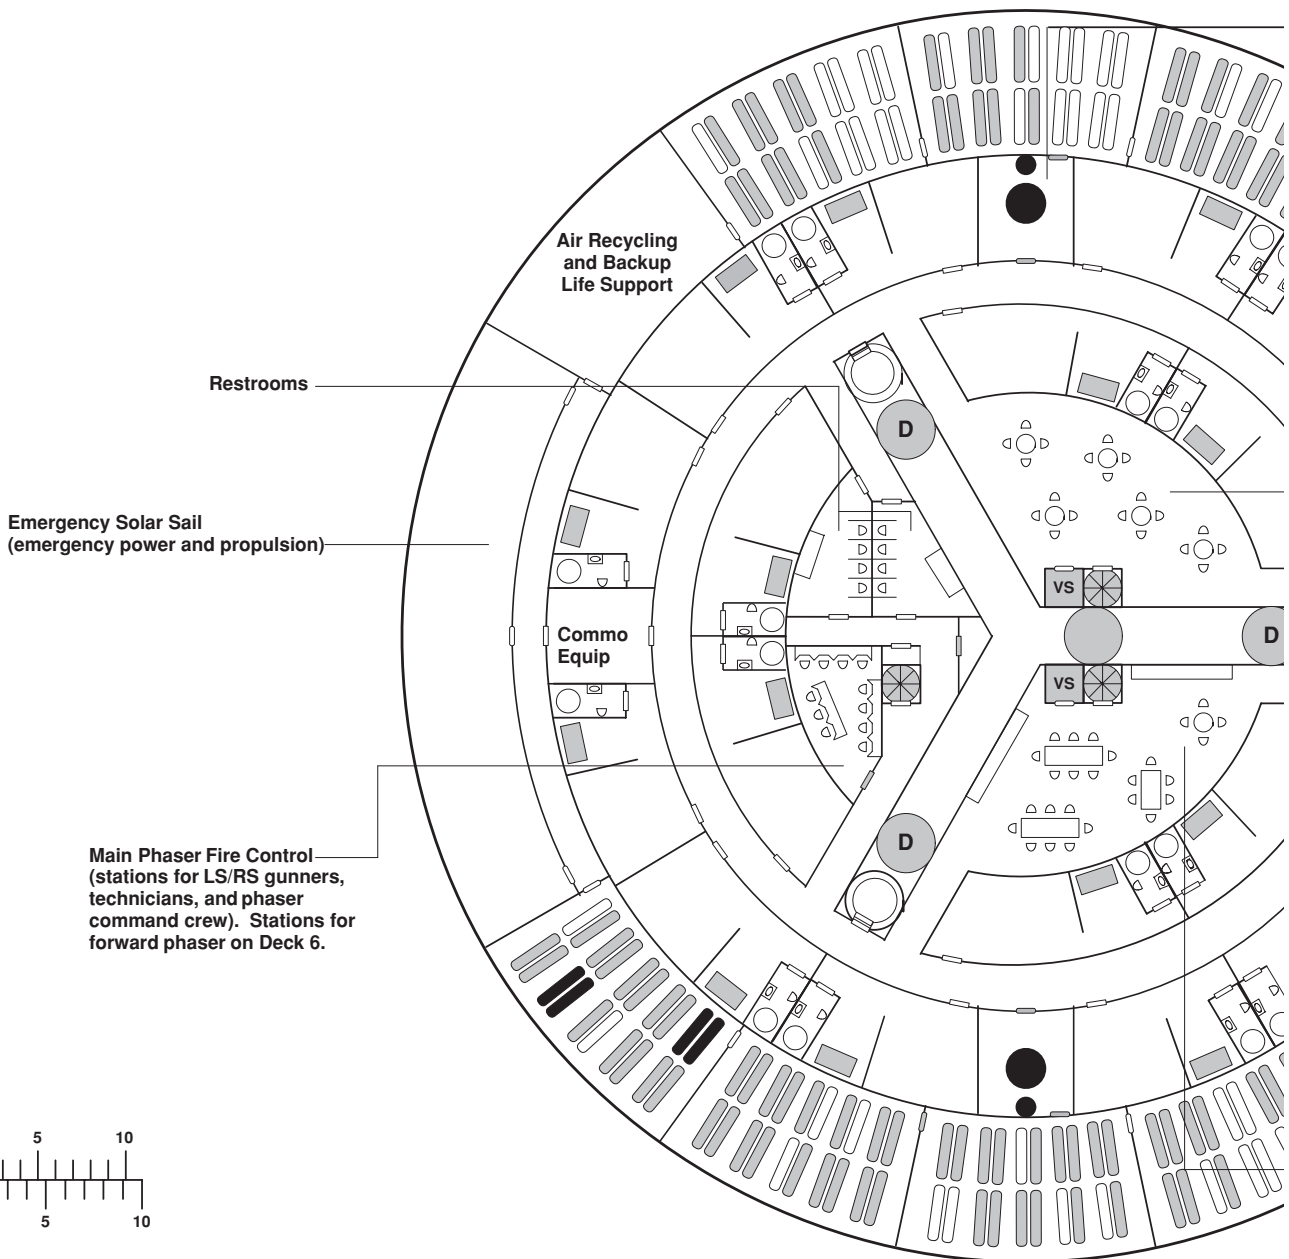 Air Recycling
and Backup
Life Support
Restrooms
D
Emergency Solar Sail
(emergency power and propulsion)
VS
Commo
Equip
D
VS
D
Main Phaser Fire Control
(stations for LS/RS gunners,
technicians, and phaser
command crew).  Stations for
forward phaser on Deck 6.
5 10
5 10